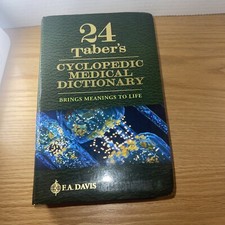 24
Taber's
CYCLOPEDIC
MEDICAL
DICTIONARY
BRINGS MEANINGS TO LIFE
F.A. DAVIS